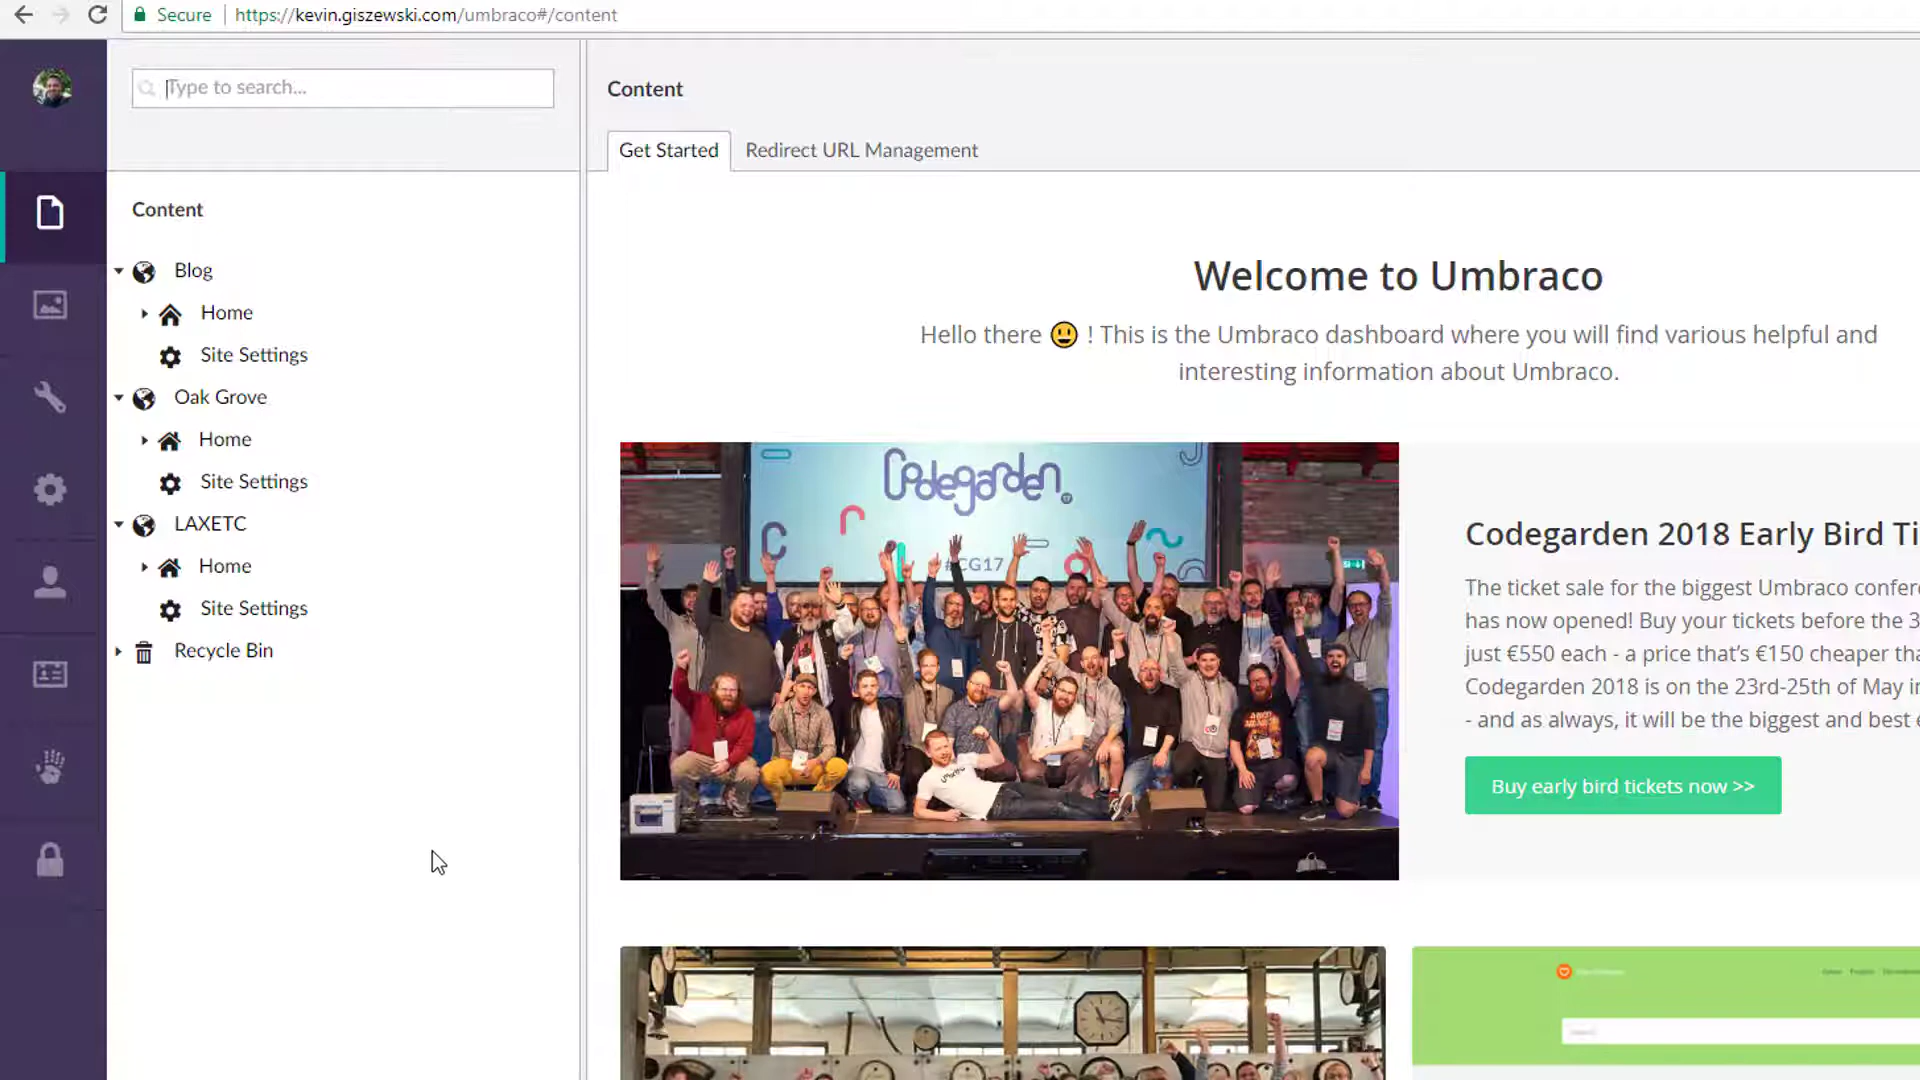 Secure
https://kevin.giszewski.com/umbraco#/content
Type to search...
Content
Blog
Home
Site Settings
Oak Grove
Home
Site Settings
LAXETC
Home
Site Settings
Recycle Bin
Content
Get Started
Redirect URL Management
Welcome to Umbraco
Hello there 😃 ! This is the Umbraco dashboard where you will find various helpful and
interesting information about Umbraco.
Codegarden
#CG17
Codegarden 2018 Early Bird Ti
The ticket sale for the biggest Umbraco confere
has now opened! Buy your tickets before the 3
just €550 each - a price that's €150 cheaper tha
Codegarden 2018 is on the 23rd-25th of May in
- and as always, it will be the biggest and best e
Buy early bird tickets now >>